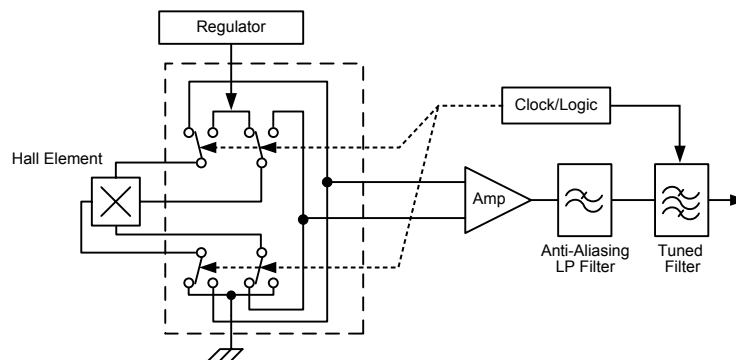 Regulator
Clock/Logic
Hall Element
Amp
Anti-Aliasing
LP Filter
Tuned
Filter